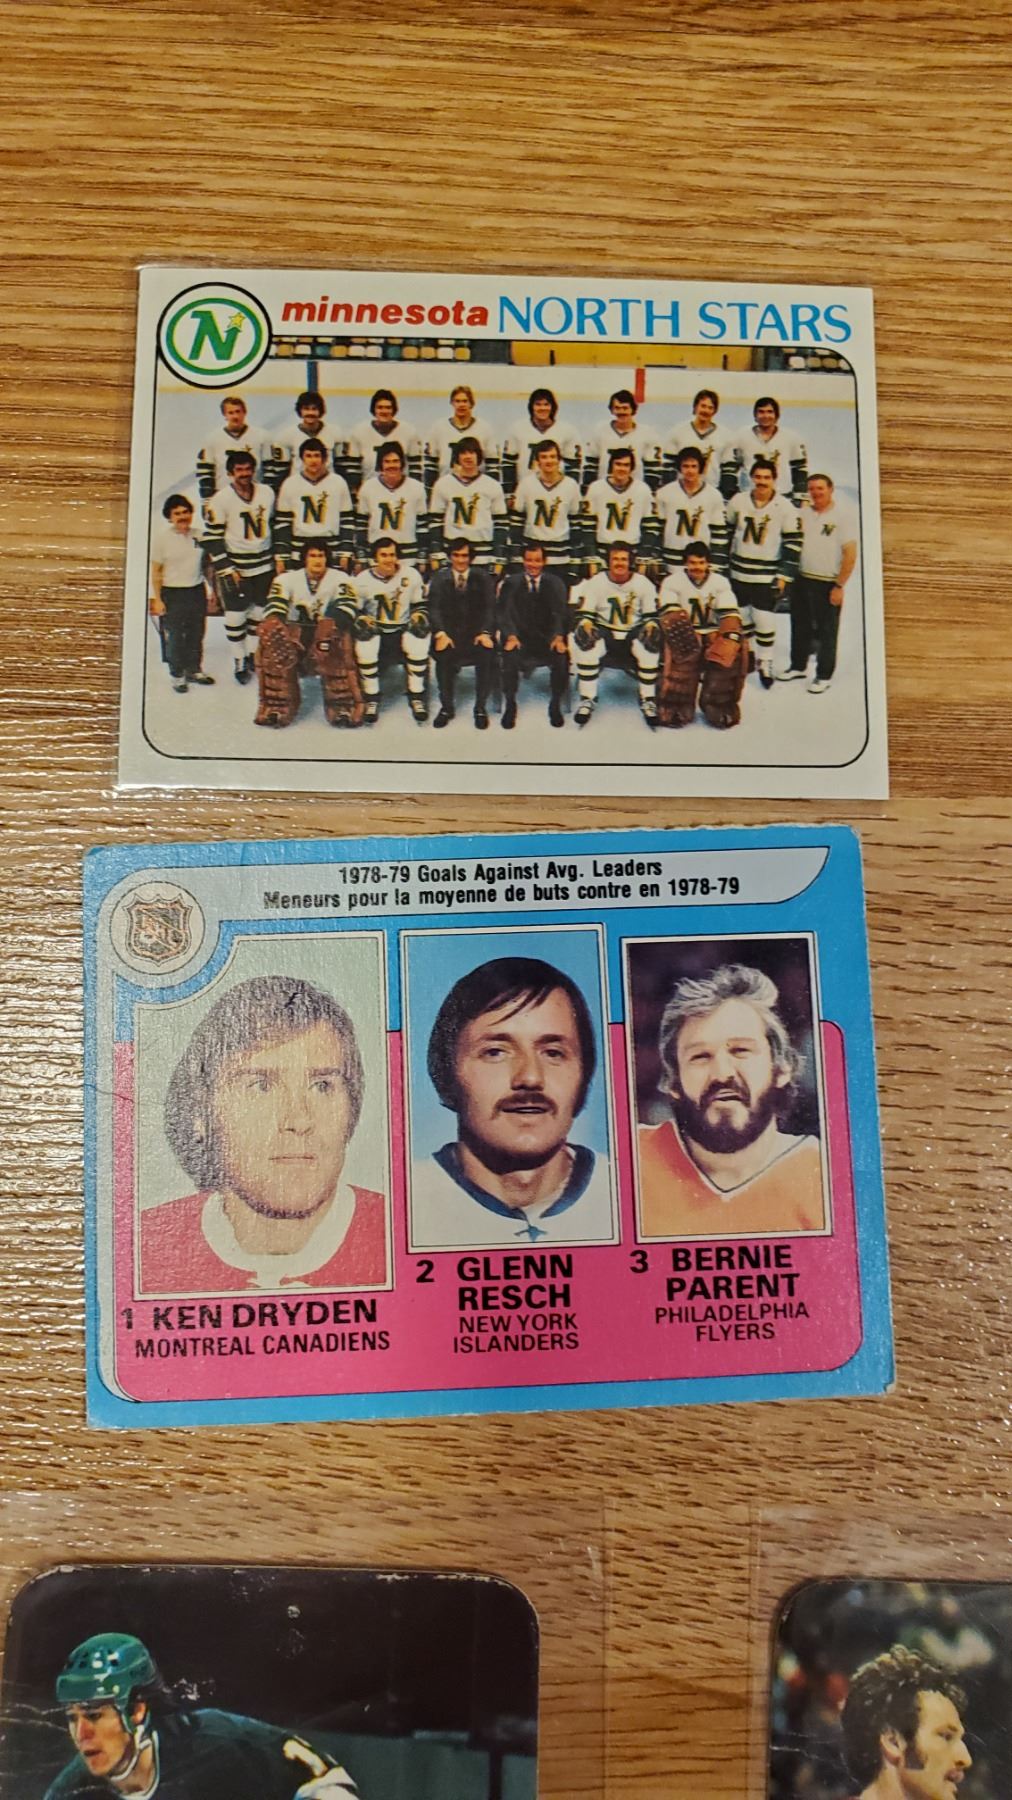 minnesota NORTH STARS
1978-79 Goals Against Avg. Leaders
Meneurs pour la moyenne de buts contre en 1978-79
1 KEN DRYDEN
MONTREAL CANADIENS
2 GLENN
RESCH
NEW YORK
ISLANDERS
3 BERNIE
PARENT
PHILADELPHIA
FLYERS